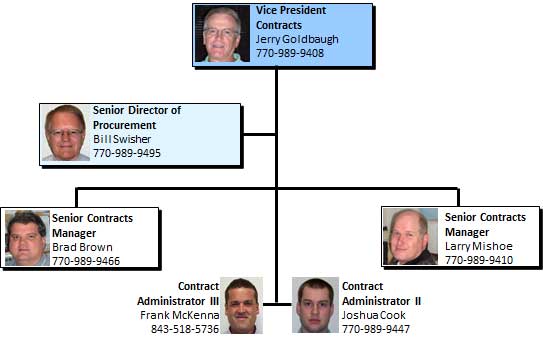 Vice President
Contracts
Jerry Goldbaugh
770-989-9408
Senior Director of
Procurement
Bill Swisher
770-989-9495
Senior Contracts
Manager
Brad Brown
770-989-9466
Senior Contracts
Manager
Larry Mishoe
770-989-9410
Contract
Administrator III
Frank McKenna
843-518-5736
Contract
Administrator II
Joshua Cook
770-989-9447